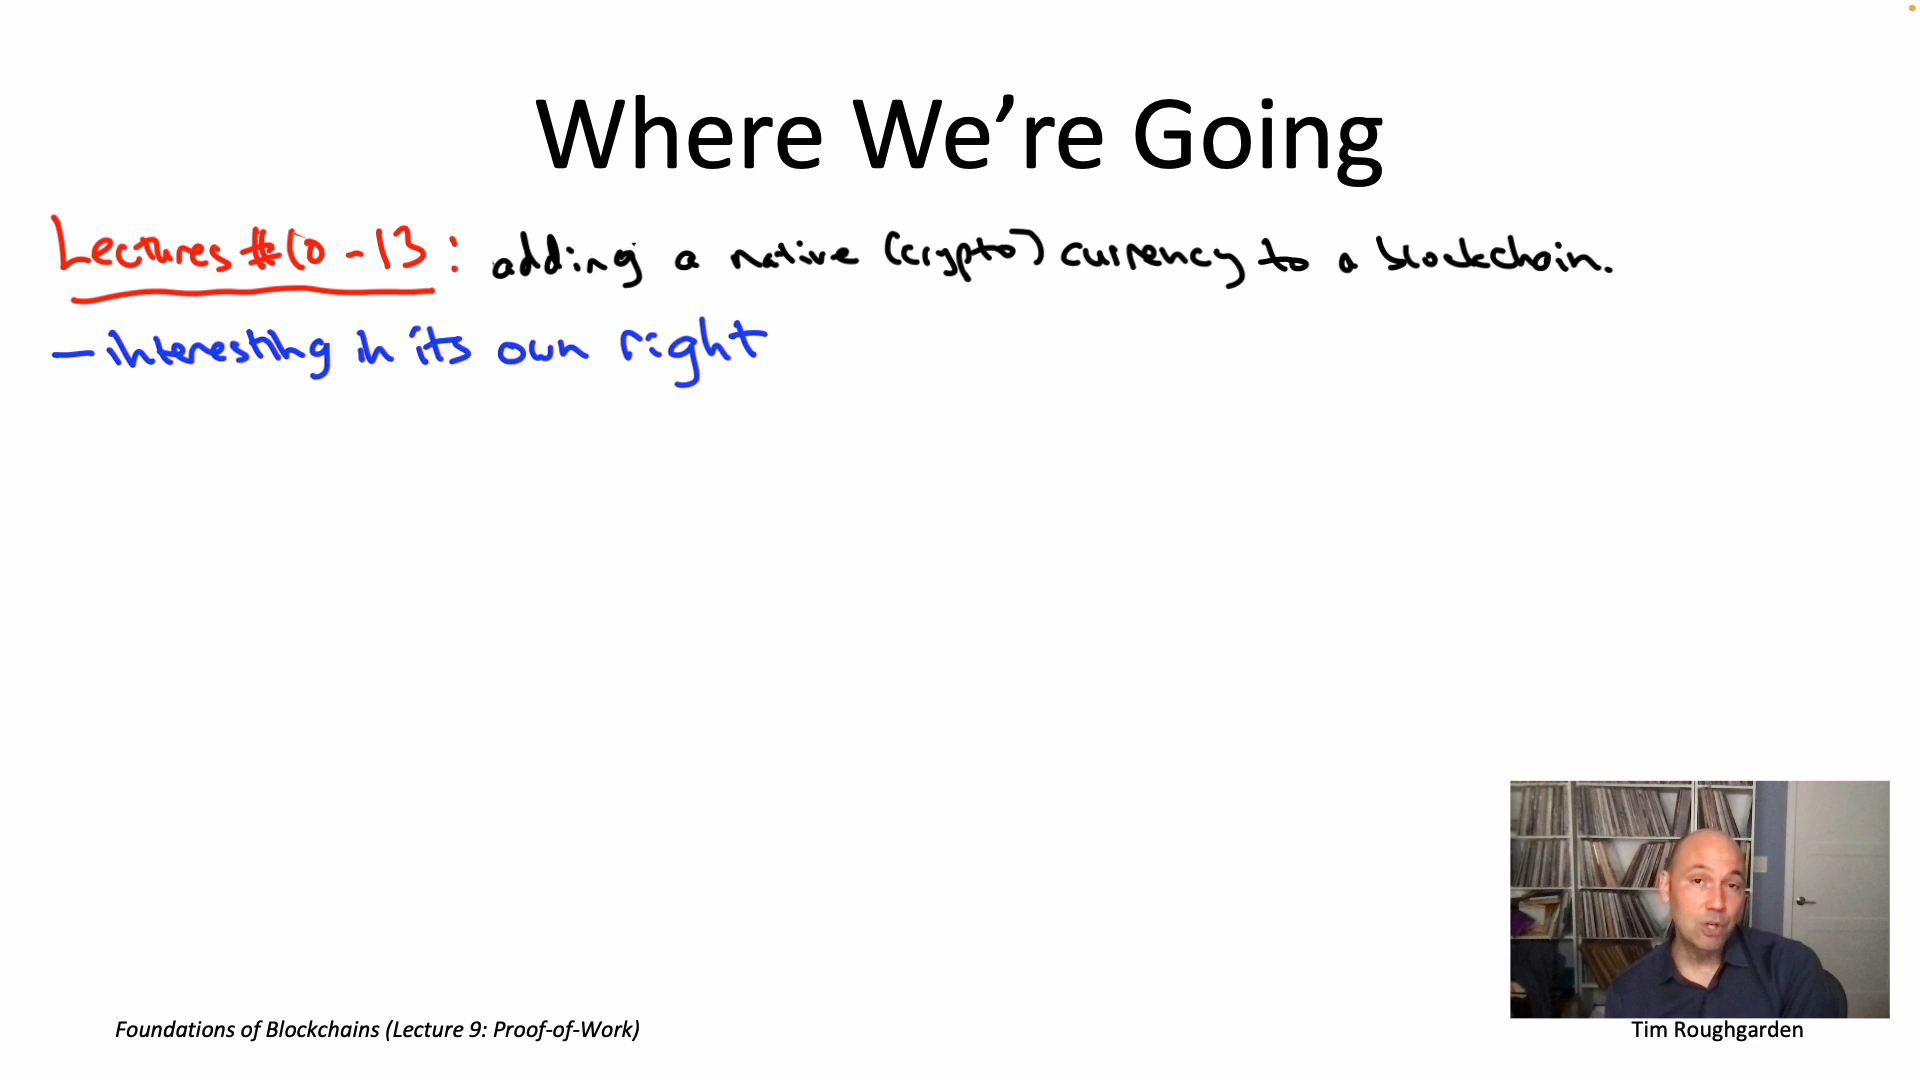 Where We're Going
Lectures #10-13: adding a native (crypto) currency to a blockchain.
- interesting in its own right
Foundations of Blockchains (Lecture 9: Proof-of-Work)
Tim Roughgarden